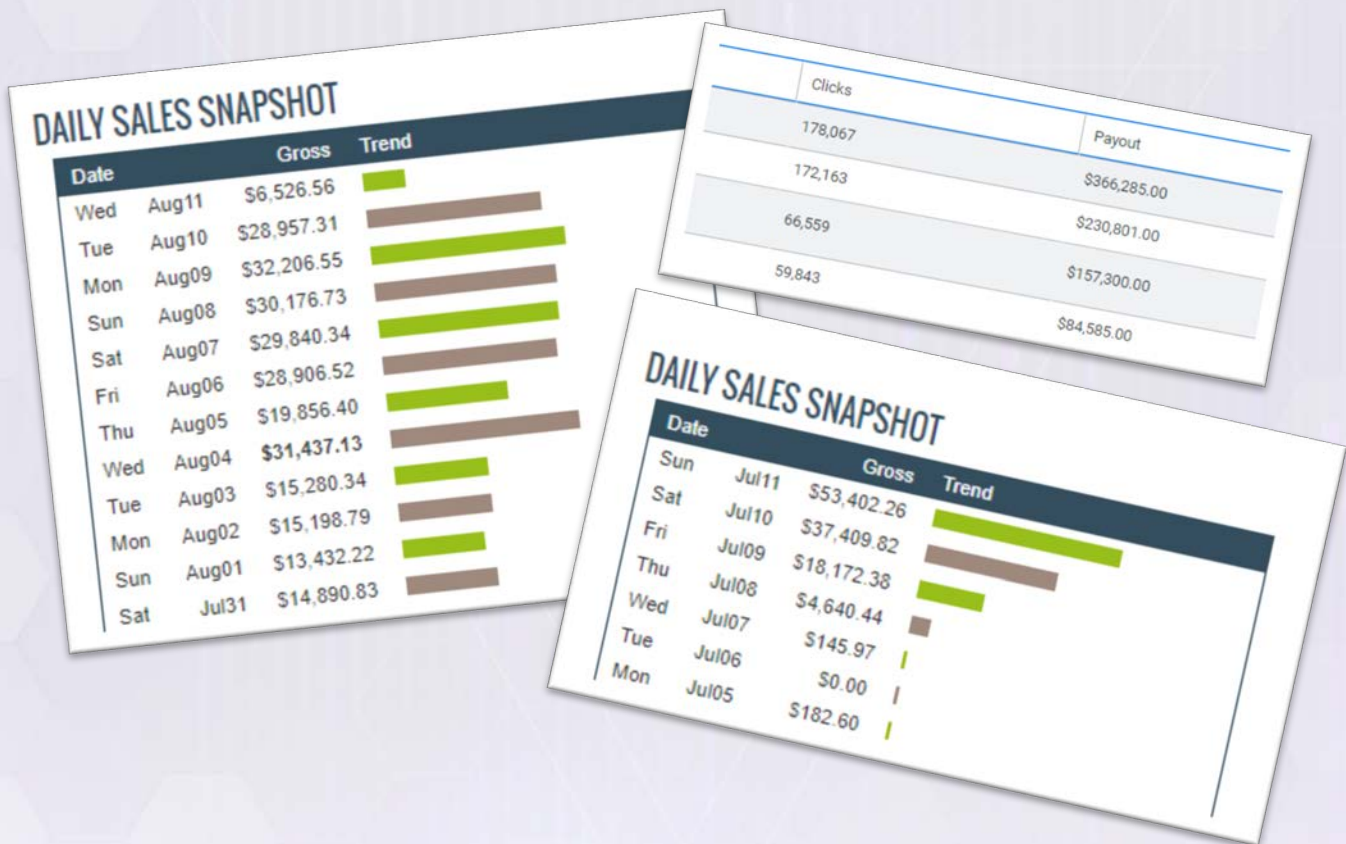 DAILY SALES SNAPSHOT
Date Gross Trend
Wed Aug11 $6,526.56
Tue Aug10 $28,957.31
Mon Aug09 $32,206.55
Sun Aug08 $30,176.73
Sat Aug07 $29,840.34
Fri Aug06 $28,906.52
Thu Aug05 $19,856.40
Wed Aug04 $31,437.13
Tue Aug03 $15,280.34
Mon Aug02 $15,198.79
Sun Aug01 $13,432.22
Sat Jul31 $14,890.83
Clicks Payout
178,067 $366,285.00
172,163 $230,801.00
66,559 $157,300.00
59,843 $84,585.00
DAILY SALES SNAPSHOT
Date Gross Trend
Sun Jul11 $53,402.26
Sat Jul10 $37,409.82
Fri Jul09 $18,172.38
Thu Jul08 $4,640.44
Wed Jul07 $145.97
Tue Jul06 $0.00
Mon Jul05 $182.60